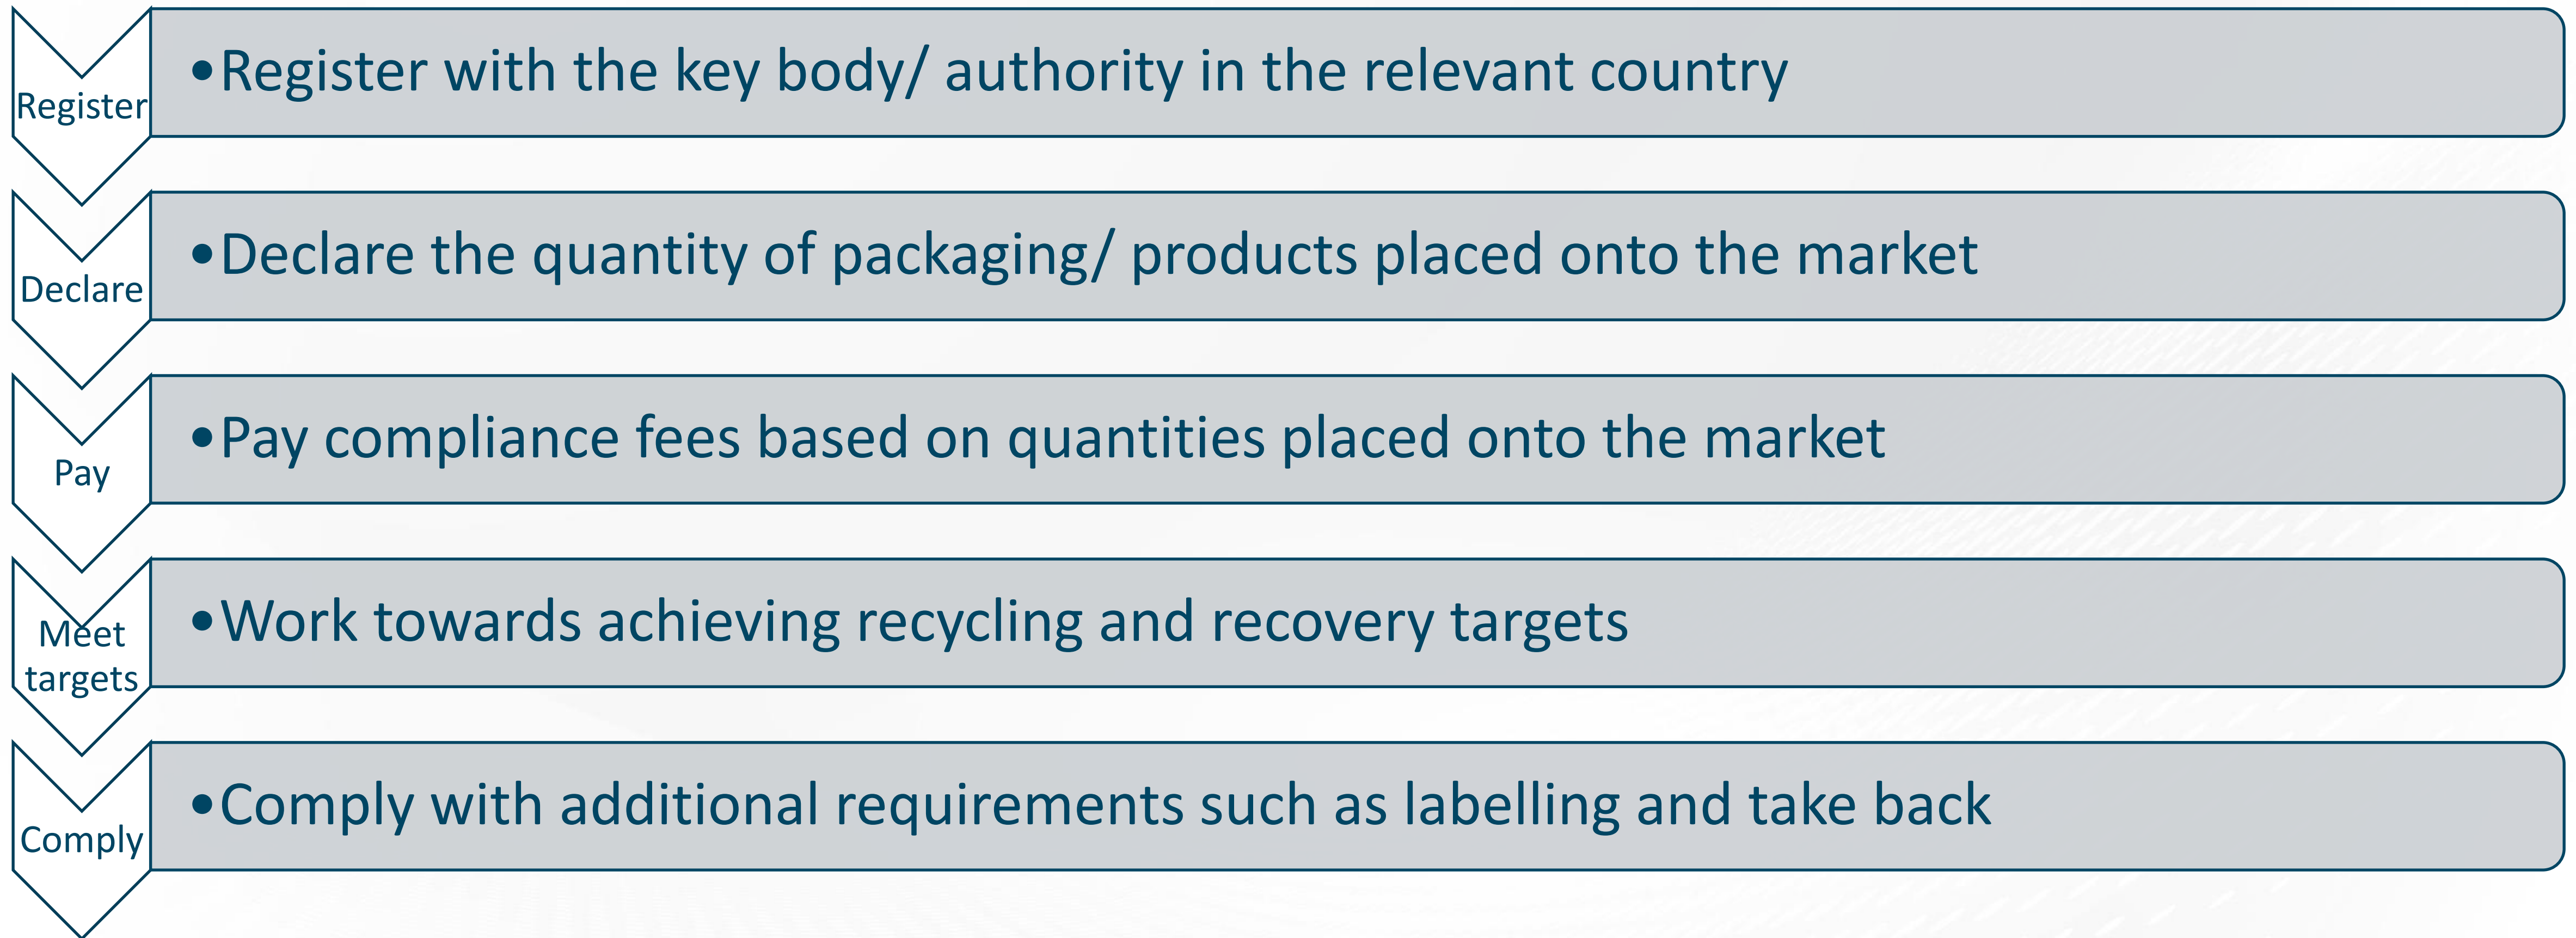 Register
•Register with the key body/ authority in the relevant country
Declare
•Declare the quantity of packaging/ products placed onto the market
Pay
•Pay compliance fees based on quantities placed onto the market
Meet
targets
•Work towards achieving recycling and recovery targets
Comply
•Comply with additional requirements such as labelling and take back